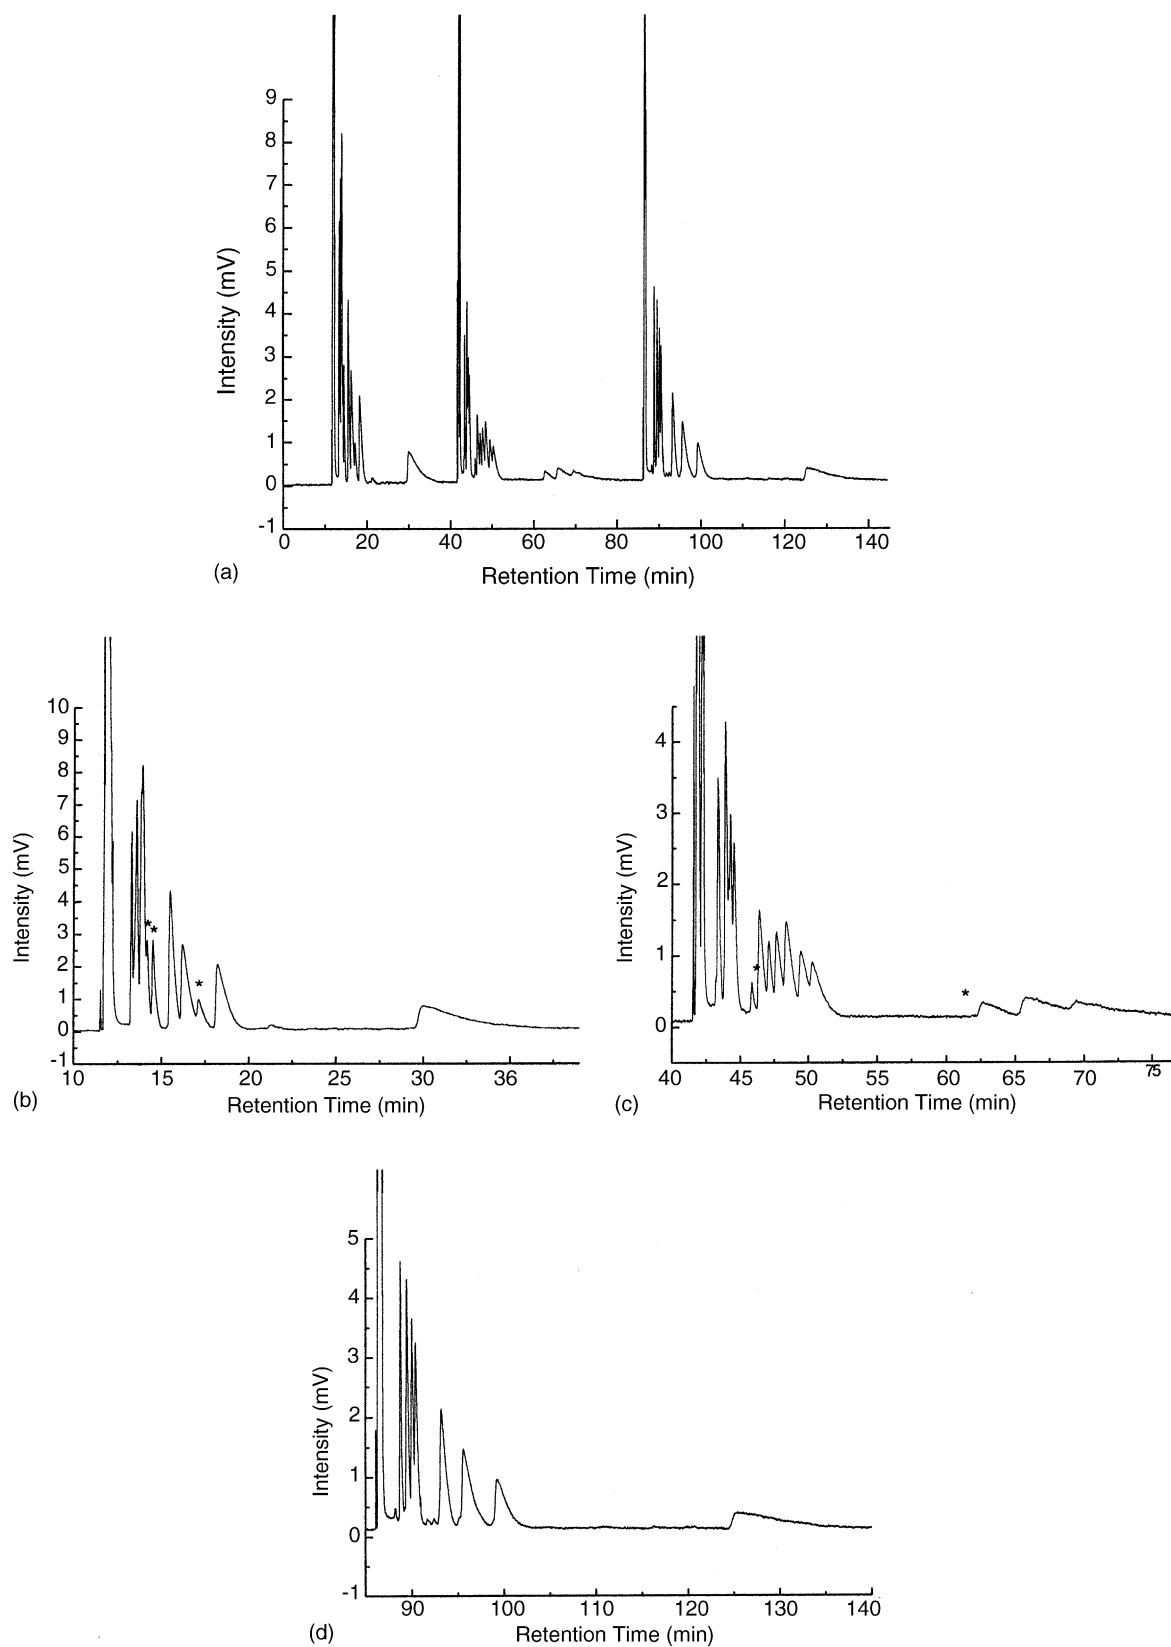 9
8
7
6
5
4
3
2
1
0
-1
Intensity (mV)
0 20 40 60 80 100 120 140
Retention Time (min)
(a)
10
9
8
7
6
5
4
3
2
1
0
-1
Intensity (mV)
* *
*
10 15 20 25 30 36
Retention Time (min)
(b)
4
3
2
1
0
Intensity (mV)
* *
40 45 50 55 60 65 70 75
Retention Time (min)
(c)
5
4
3
2
1
0
-1
Intensity (mV)
90 100 110 120 130 140
Retention Time (min)
(d)